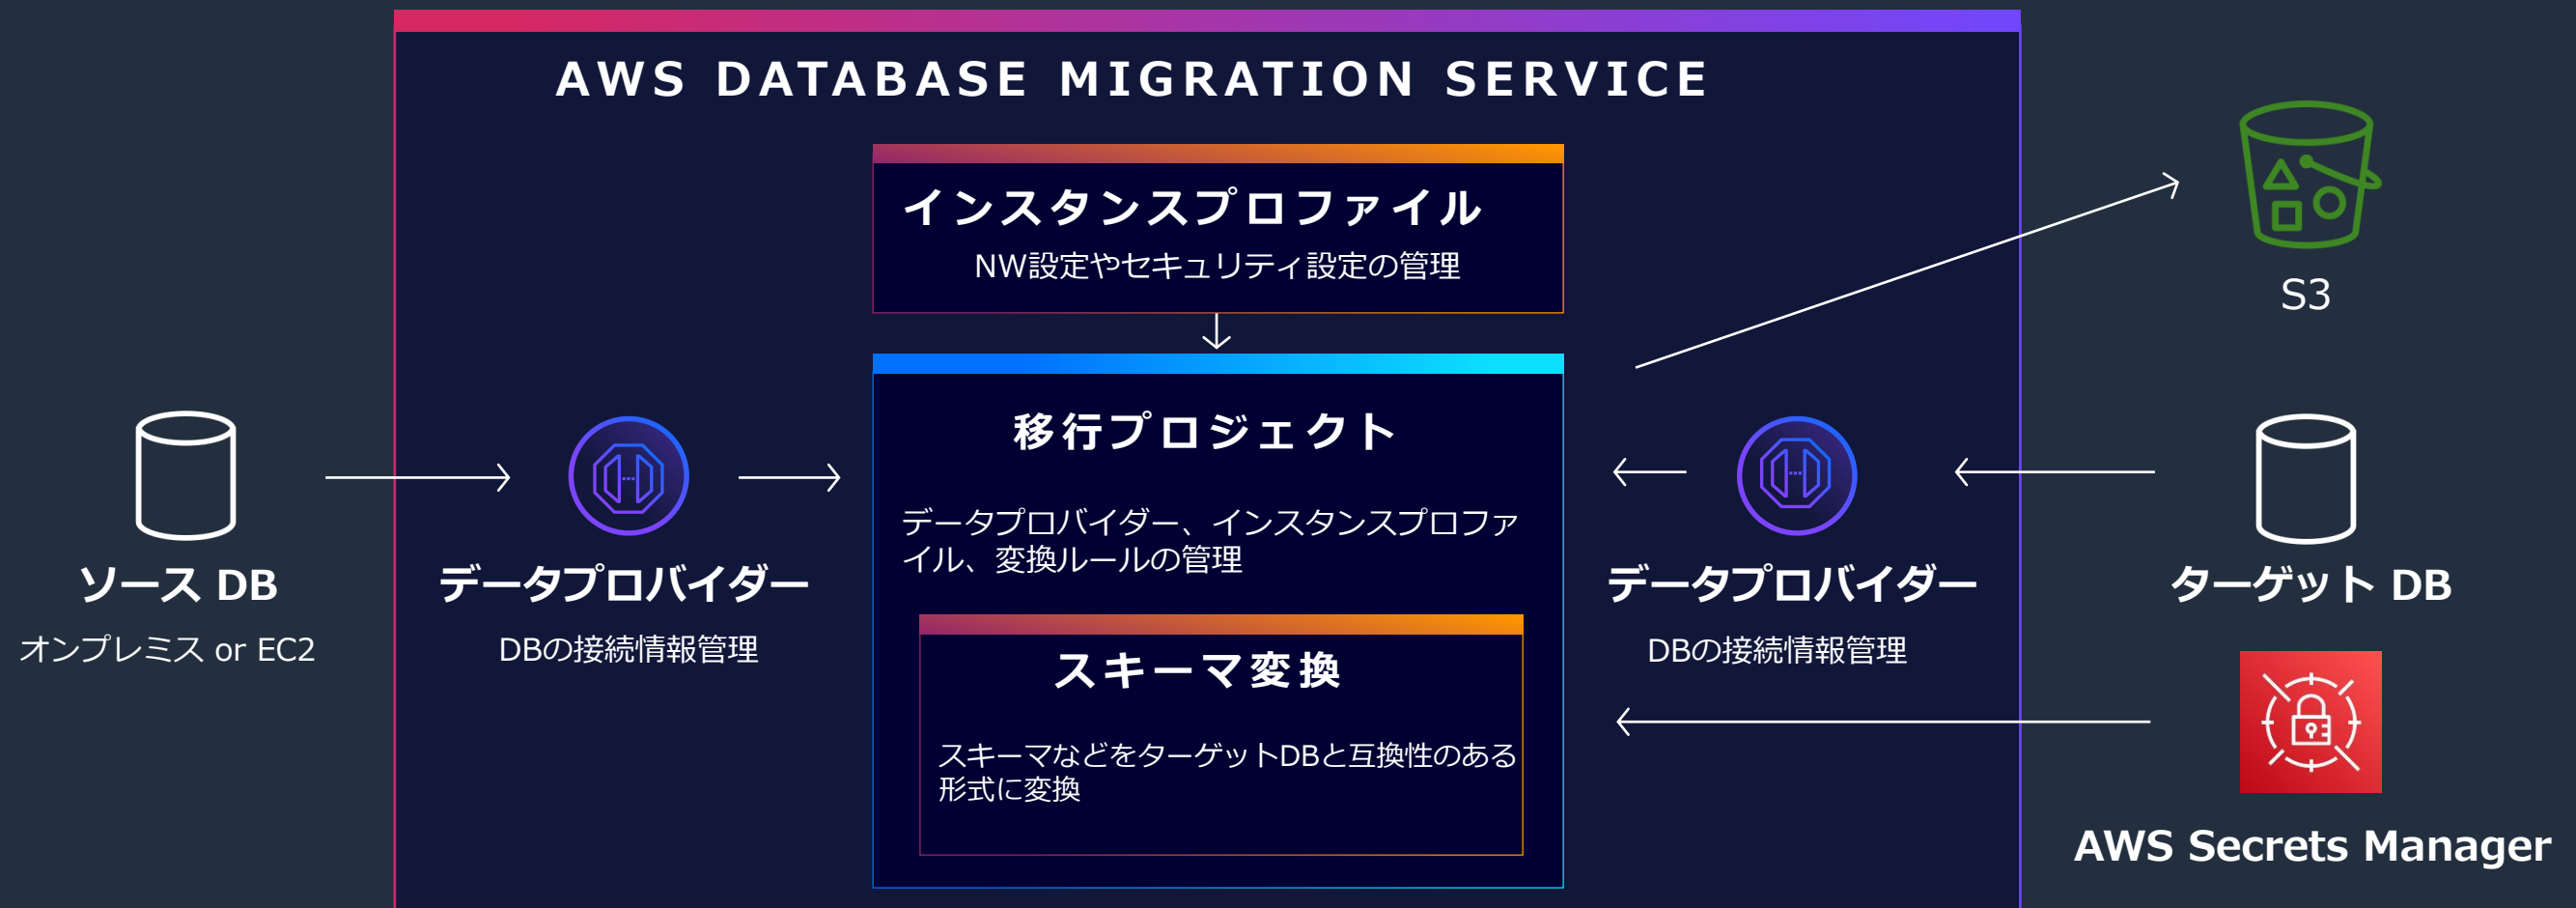 AWS DATABASE MIGRATION SERVICE
インスタンスプロファイル
NW設定やセキュリティ設定の管理
S3
移行プロジェクト
データプロバイダー、インスタンスプロファ
イル、変換ルールの管理
ソース DB
オンプレミス or EC2
データプロバイダー
DBの接続情報管理
スキーマ変換
スキーマなどをターゲットDBと互換性のある
形式に変換
データプロバイダー
DBの接続情報管理
ターゲット DB
AWS Secrets Manager